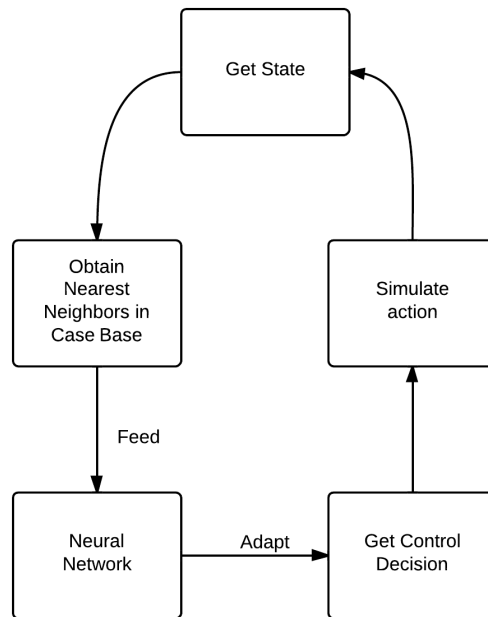 Get State
Obtain
Nearest
Neighbors in
Case Base
Simulate
action
Feed
Neural
Network
Adapt
Get Control
Decision